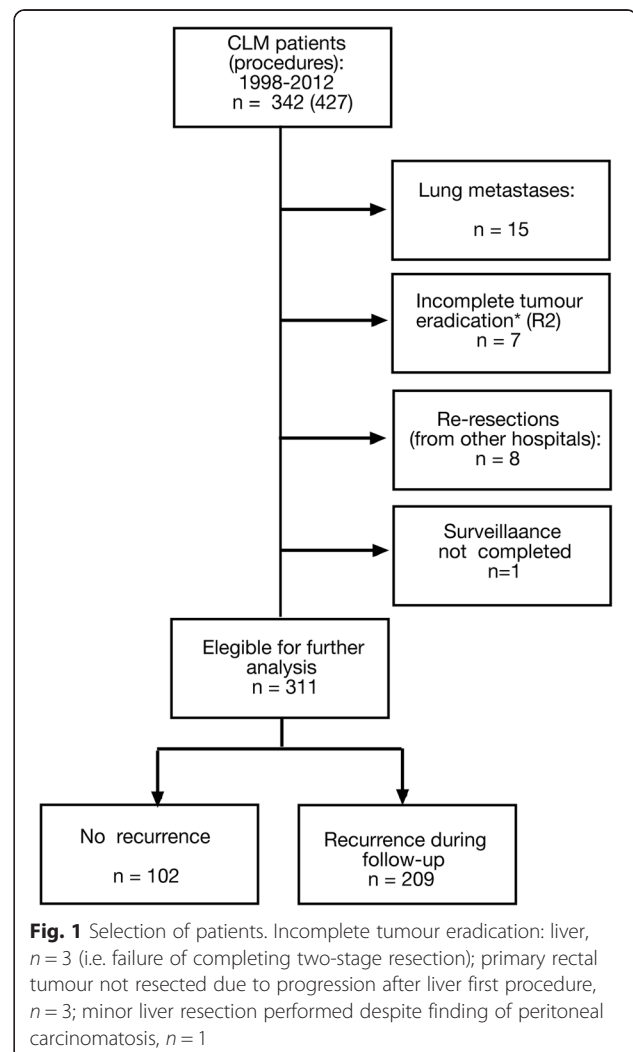 CLM patients
(procedures):
1998-2012
n = 342 (427)
Lung metastases:
n = 15
Incomplete tumour
eradication* (R2)
n = 7
Re-resections
(from other hospitals):
n = 8
Surveillaance
not completed
n=1
Elegible for further
analysis
n = 311
No recurrence
n = 102
Recurrence during
follow-up
n = 209
Fig. 1 Selection of patients. Incomplete tumour eradication: liver,
n = 3 (i.e. failure of completing two-stage resection); primary rectal
tumour not resected due to progression after liver first procedure,
n = 3; minor liver resection performed despite finding of peritoneal
carcinomatosis, n = 1